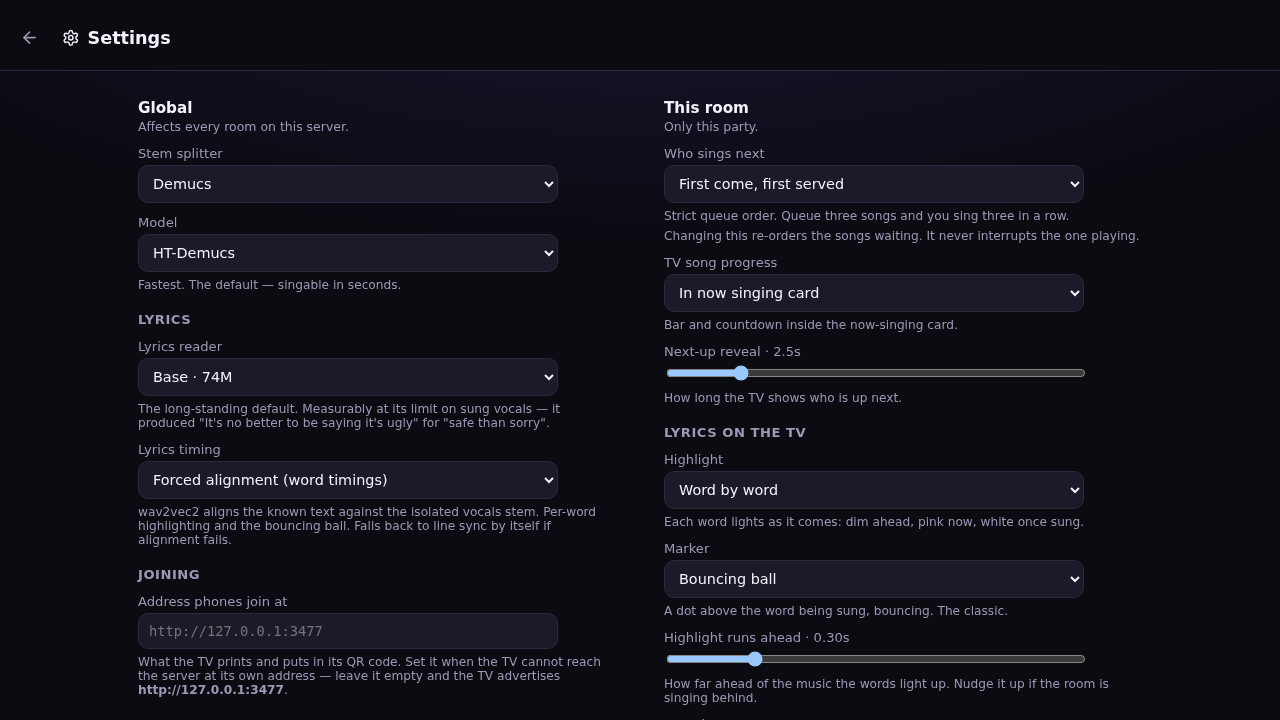 Settings
Global
Affects every room on this server.
Stem splitter
Demucs
Model
HT-Demucs
Fastest. The default — singable in seconds.
LYRICS
Lyrics reader
Base · 74M
The long-standing default. Measurably at its limit on sung vocals — it
produced "It's no better to be saying it's ugly" for "safe than sorry".
Lyrics timing
Forced alignment (word timings)
wav2vec2 aligns the known text against the isolated vocals stem. Per-word
highlighting and the bouncing ball. Falls back to line sync by itself if
alignment fails.
JOINING
Address phones join at
http://127.0.0.1:3477
What the TV prints and puts in its QR code. Set it when the TV cannot reach
the server at its own address — leave it empty and the TV advertises
http://127.0.0.1:3477.
This room
Only this party.
Who sings next
First come, first served
Strict queue order. Queue three songs and you sing three in a row.
Changing this re-orders the songs waiting. It never interrupts the one playing.
TV song progress
In now singing card
Bar and countdown inside the now-singing card.
Next-up reveal · 2.5s
How long the TV shows who is up next.
LYRICS ON THE TV
Highlight
Word by word
Each word lights as it comes: dim ahead, pink now, white once sung.
Marker
Bouncing ball
A dot above the word being sung, bouncing. The classic.
Highlight runs ahead · 0.30s
How far ahead of the music the words light up. Nudge it up if the room is
singing behind.